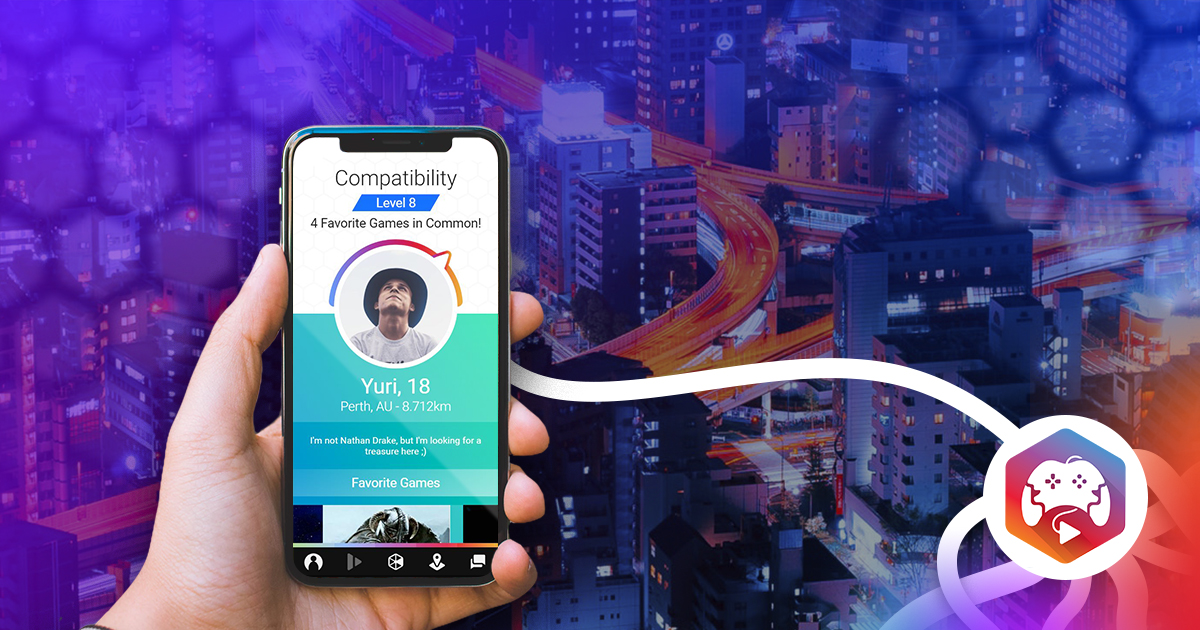 Compatibility
Level 8
4 Favorite Games in Common!
Yuri, 18
Perth, AU - 8.712km
I'm not Nathan Drake, but I'm looking for a
treasure here ;)
Favorite Games